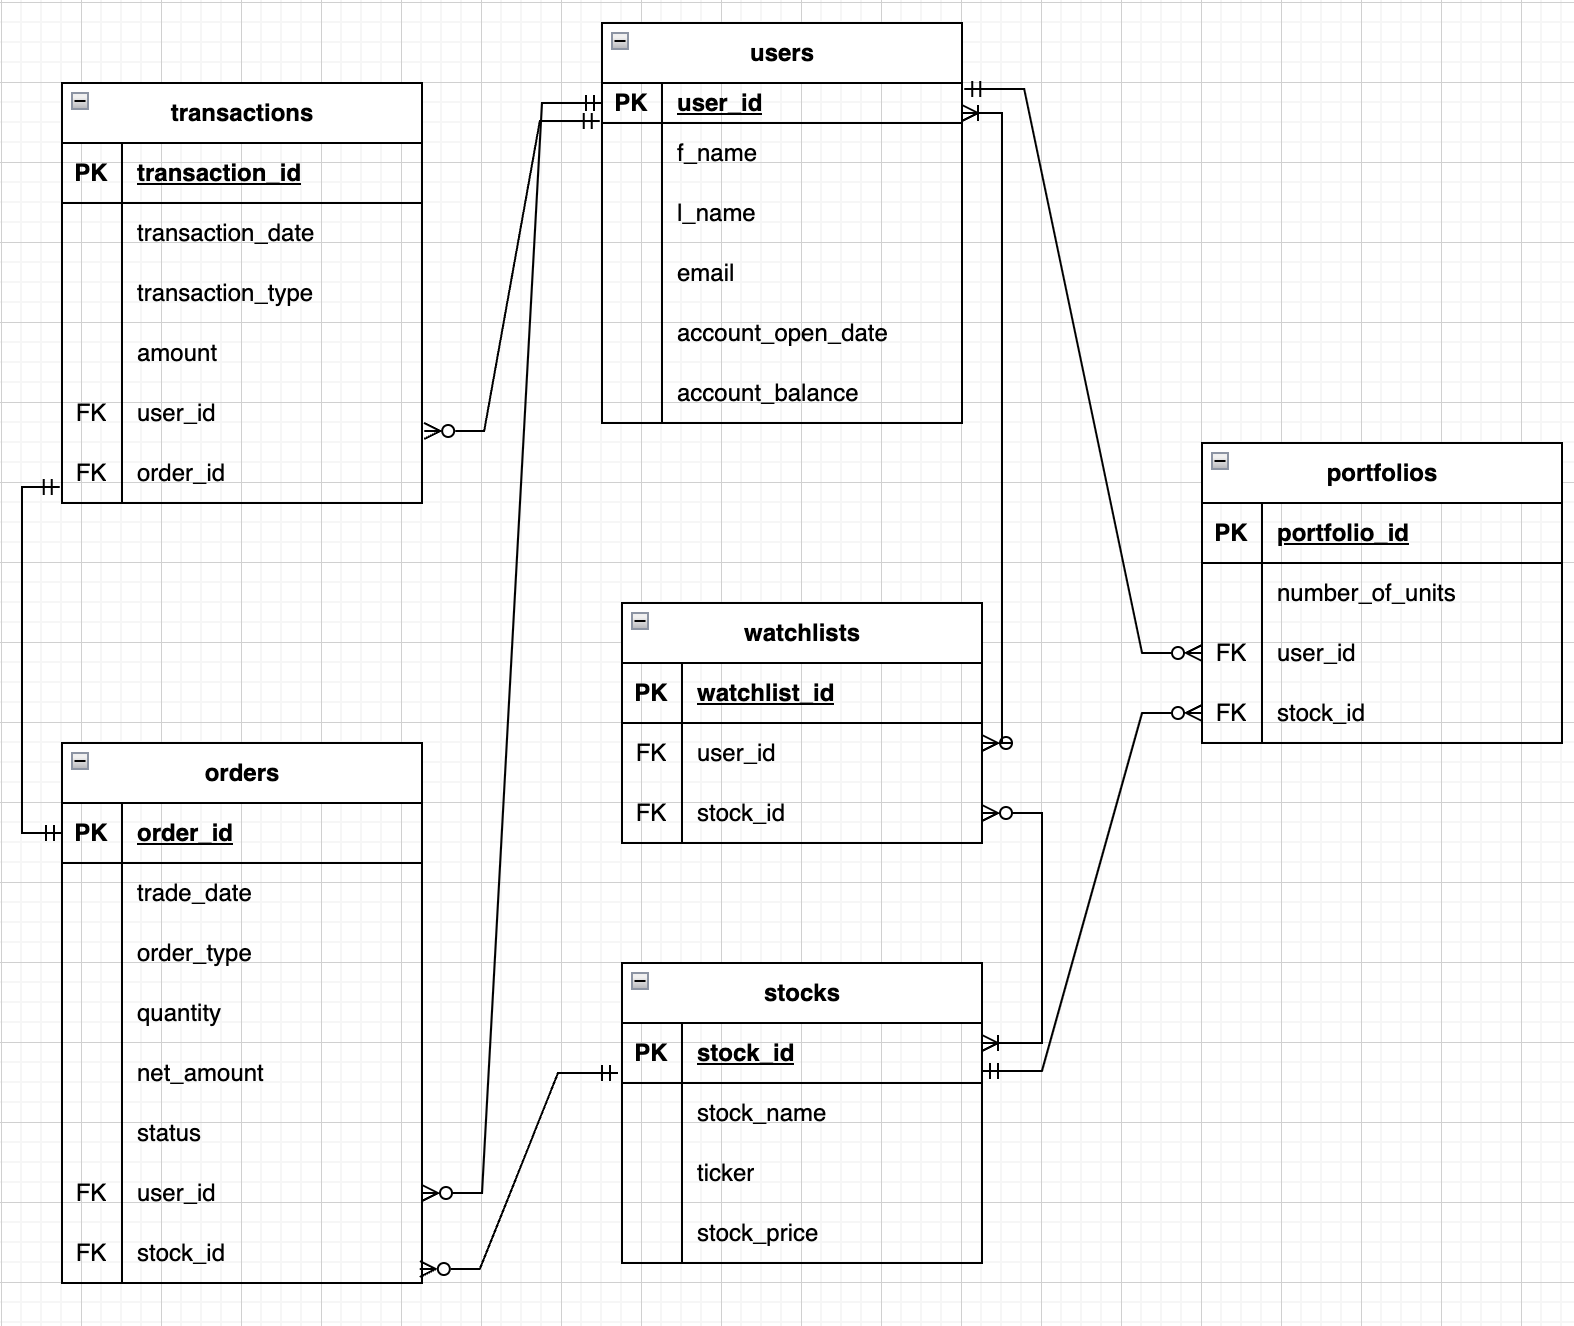 users
PK user_id
f_name
l_name
email
account_open_date
account_balance
transactions
PK transaction_id
transaction_date
transaction_type
amount
FK user_id
FK order_id
portfolios
PK portfolio_id
number_of_units
FK user_id
FK stock_id
watchlists
PK watchlist_id
FK user_id
FK stock_id
orders
PK order_id
trade_date
order_type
quantity
net_amount
status
FK user_id
FK stock_id
stocks
PK stock_id
stock_name
ticker
stock_price